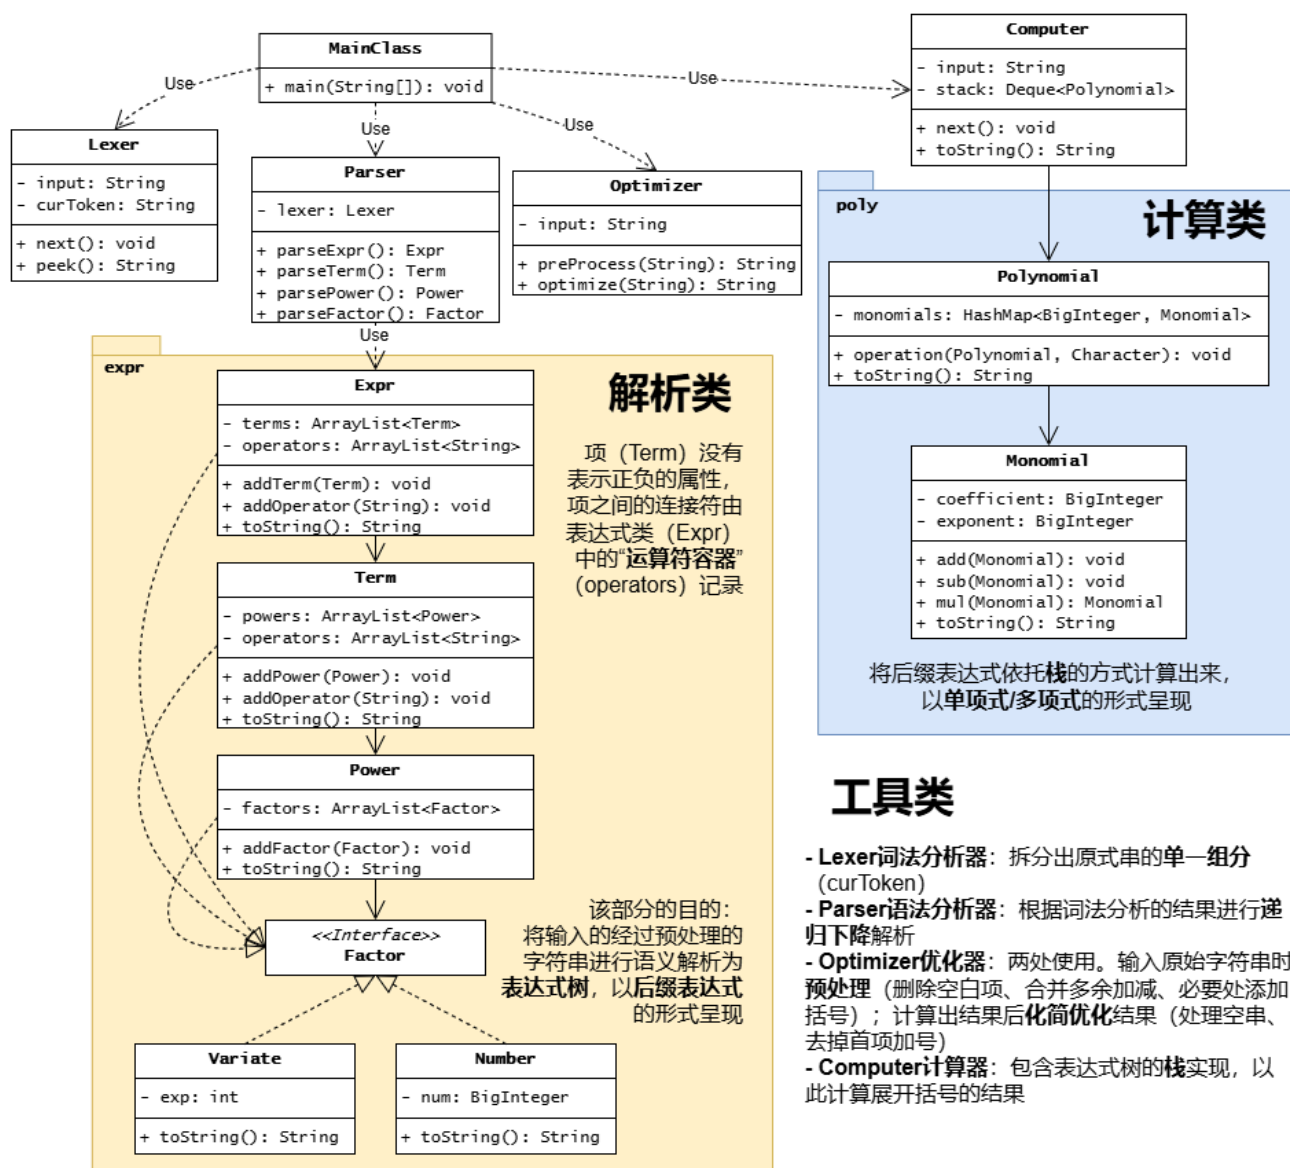 MainClass
+ main(String[]): void
Use
Use
Use
Use
Computer
- input: String
- stack: Deque<Polynomial>
+ next(): void
+ toString(): String
Lexer
- input: String
- curToken: String
+ next(): void
+ peek(): String
Parser
- lexer: Lexer
+ parseExpr(): Expr
+ parseTerm(): Term
+ parsePower(): Power
+ parseFactor(): Factor
Use
Optimizer
- input: String
+ preProcess(String): String
+ optimize(String): String
poly
计算类
Polynomial
- monomials: HashMap<BigInteger, Monomial>
+ operation(Polynomial, Character): void
+ toString(): String
Monomial
- coefficient: BigInteger
- exponent: BigInteger
+ add(Monomial): void
+ sub(Monomial): void
+ mul(Monomial): Monomial
+ toString(): String
将后缀表达式依托栈的方式计算出来，
以单项式/多项式的形式呈现
expr
解析类
Expr
- terms: ArrayList<Term>
- operators: ArrayList<String>
+ addTerm(Term): void
+ addOperator(String): void
+ toString(): String
项（Term）没有
表示正负的属性，
项之间的连接符由
表达式类（Expr）
中的“运算符容器”
（operators）记录
Term
- powers: ArrayList<Power>
- operators: ArrayList<String>
+ addPower(Power): void
+ addOperator(String): void
+ toString(): String
Power
- factors: ArrayList<Factor>
+ addFactor(Factor): void
+ toString(): String
<<Interface>>
Factor
该部分的目的：
将输入的经过预处理的
字符串进行语义解析为
表达式树，以后缀表达式
的形式呈现
Variate
- exp: int
+ toString(): String
Number
- num: BigInteger
+ toString(): String
工具类
- Lexer词法分析器：拆分出原式串的单一组分
（curToken）
- Parser语法分析器：根据词法分析的结果进行递
归下降解析
- Optimizer优化器：两处使用。输入原始字符串时
预处理（删除空白项、合并多余加减、必要处添加
括号）；计算出结果后化简优化结果（处理空串、
去掉首项加号）
- Computer计算器：包含表达式树的栈实现，以
此计算展开括号的结果